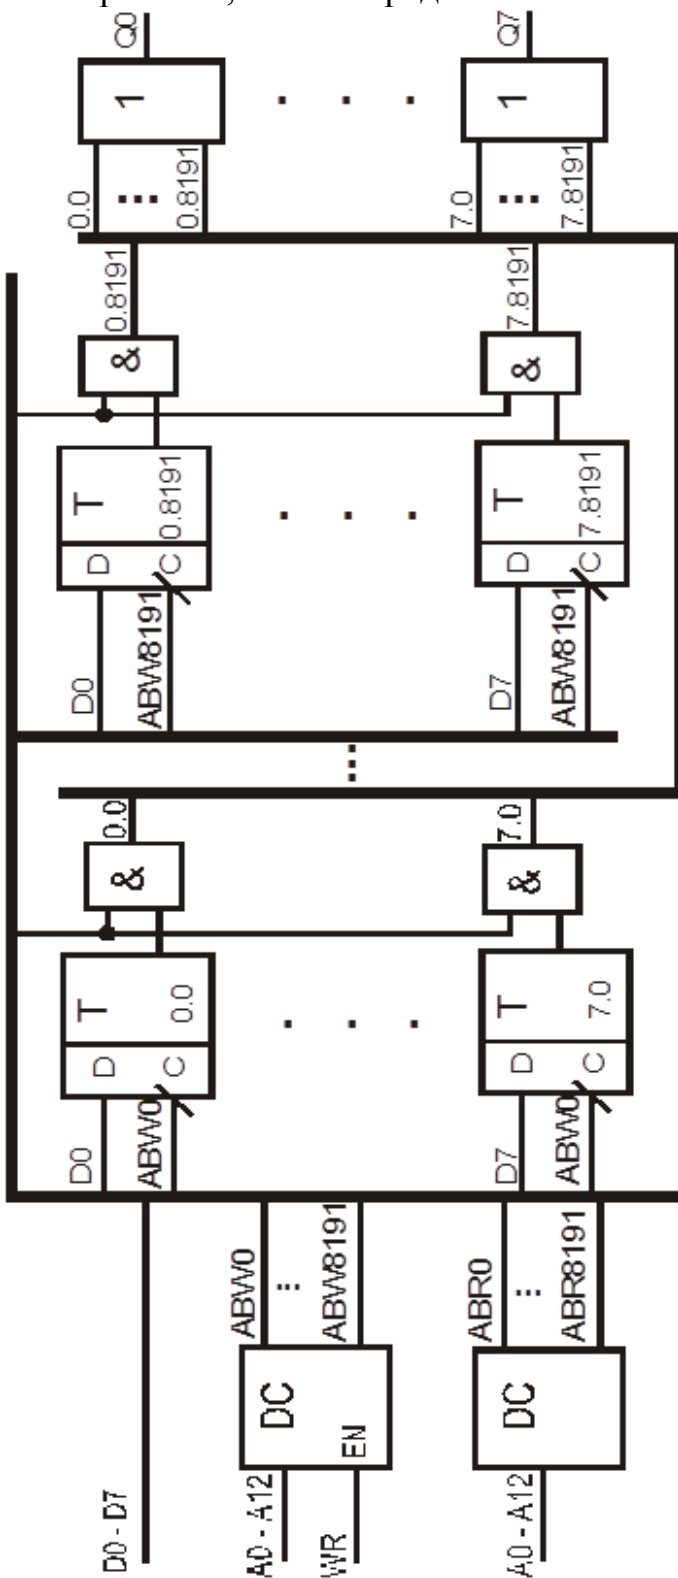 Q0
Q7
1
1
0.0
0.8191
7.0
7.8191
0.8191
7.8191
&
&
T
0.8191
D
C
T
7.8191
D
C
D0
ABW8191
D7
ABW8191
0.0
7.0
&
&
T
0.0
D
C
T
7.0
D
C
D0
ABW0
D7
ABW0
ABW0
ABW8191
ABR0
ABR8191
DC
EN
DC
D0 - D7
A0 - A12
WR
A0 - A12